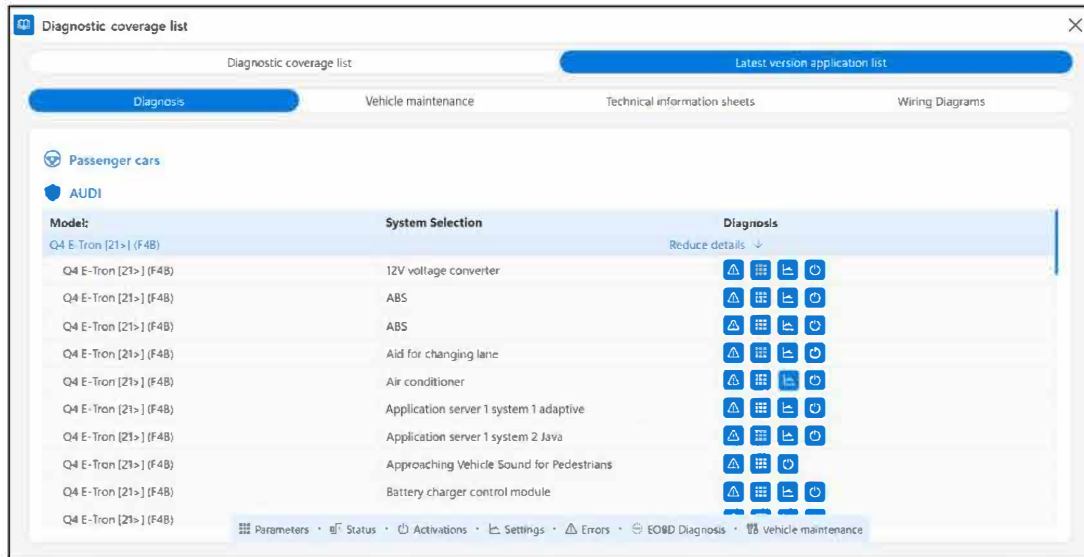 Diagnostic coverage list
Diagnostic coverage list Latest version application list
Diagnosis Vehicle maintenance Technical information sheets Wiring Diagrams
Passenger cars
AUDI
Model: System Selection Diagnosis
Q4 E-Tron [21>] (F4B) Reduce details ↓
Q4 E-Tron [21>] (F4B) 12V voltage converter
Q4 E-Tron [21>] (F4B) ABS
Q4 E-Tron [21>] (F4B) ABS
Q4 E-Tron [21>] (F4B) Aid for changing lane
Q4 E-Tron [21>] (F4B) Air conditioner
Q4 E-Tron [21>] (F4B) Application server 1 system 1 adaptive
Q4 E-Tron [21>] (F4B) Application server 1 system 2 Java
Q4 E-Tron [21>] (F4B) Approaching Vehicle Sound for Pedestrians
Q4 E-Tron [21>] (F4B) Battery charger control module
Q4 E-Tron [21>] (F4B)
Parameters · Status · Activations · Settings · Errors · EOBD Diagnosis · Vehicle maintenance